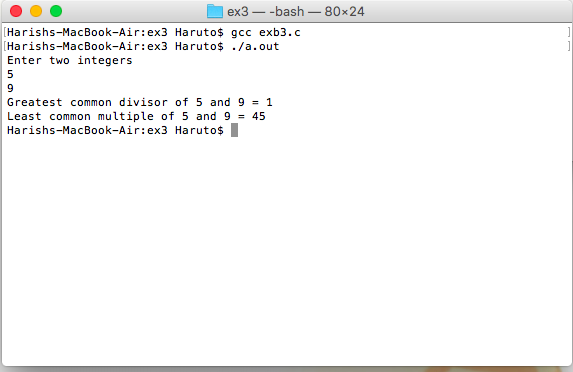 ex3 — -bash — 80×24
[Harishs-MacBook-Air:ex3 Haruto$ gcc exb3.c ]
[Harishs-MacBook-Air:ex3 Haruto$ ./a.out ]
Enter two integers
5
9
Greatest common divisor of 5 and 9 = 1
Least common multiple of 5 and 9 = 45
Harishs-MacBook-Air:ex3 Haruto$